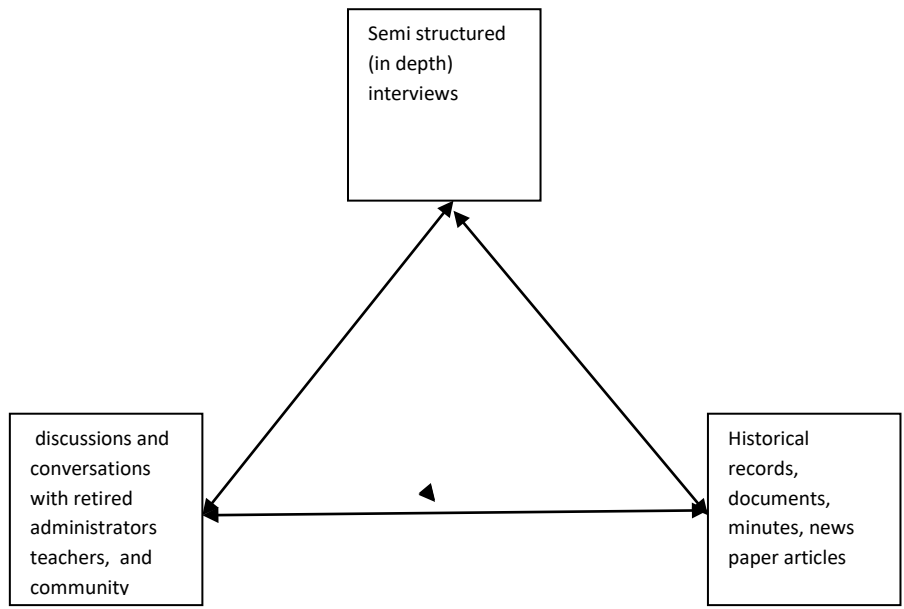 Semi structured
(in depth)
interviews
discussions and
conversations
with retired
administrators
teachers, and
community
Historical
records,
documents,
minutes, news
paper articles